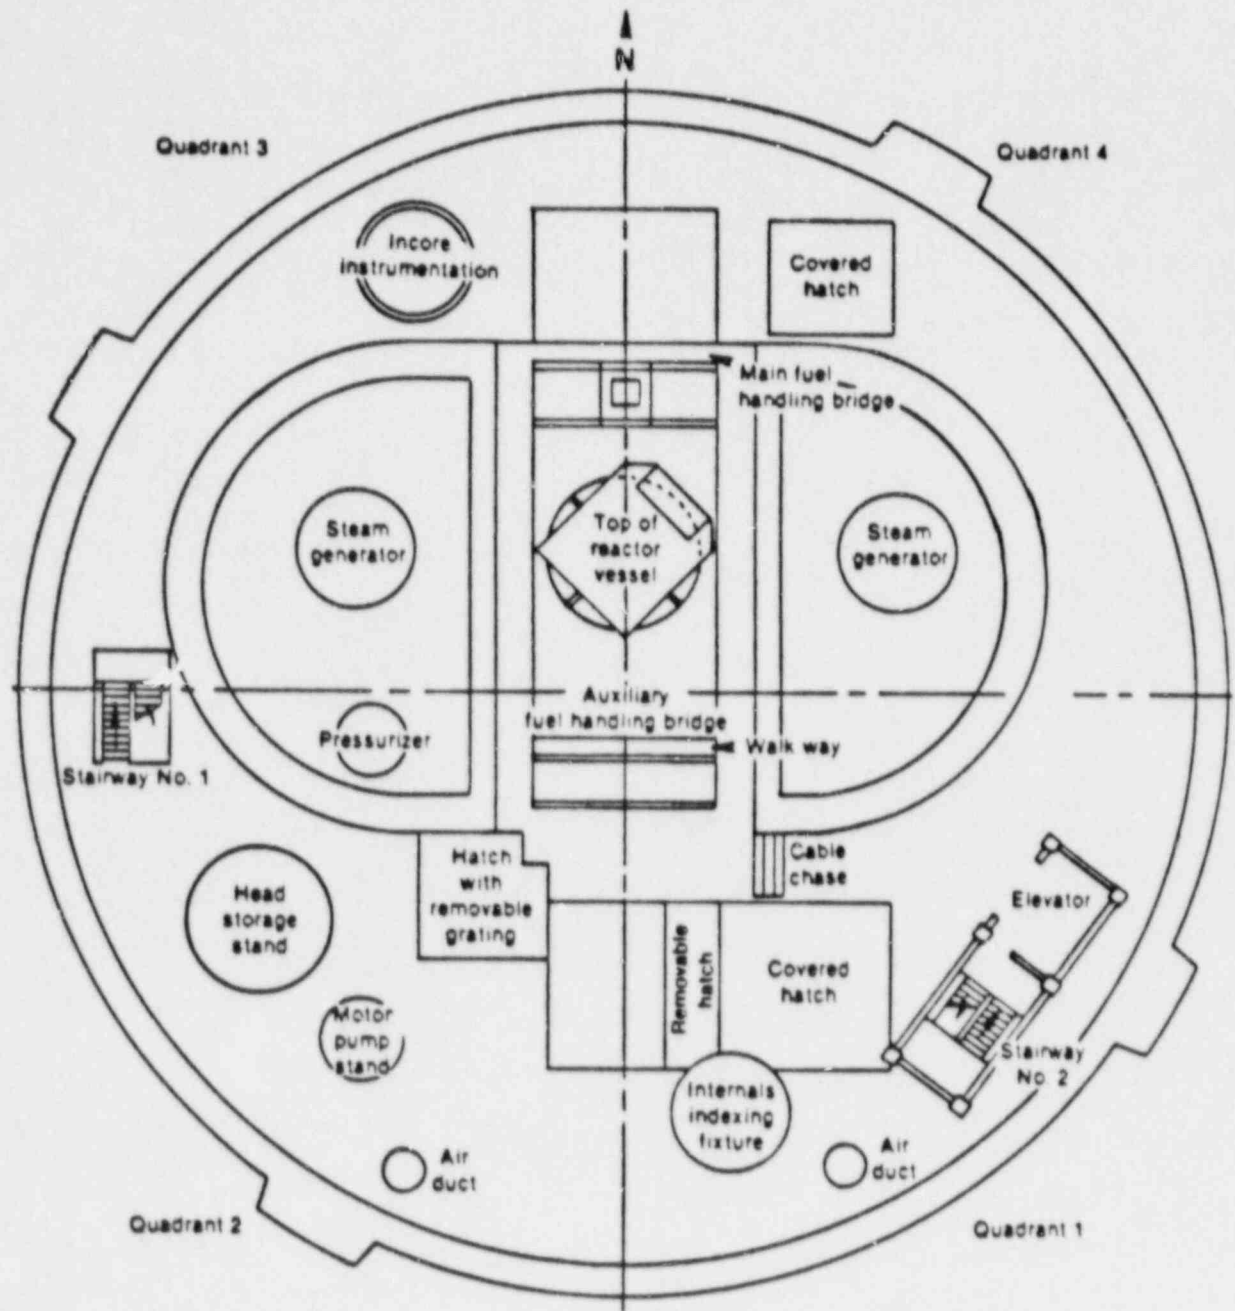 N
Quadrant 3
Quadrant 4
Incore
instrumentation
Covered
hatch
Main fuel
handling bridge
Steam
generator
Top of
reactor
vessel
Steam
generator
Auxiliary
fuel handling bridge
Pressurizer
Walk way
Stairway No. 1
Hatch
with
removable
grating
Cable
chase
Head
storage
stand
Elevator
Removable
hatch
Covered
hatch
Motor
pump
stand
Stairway
No. 2
Internals
indexing
fixture
Air
duct
Air
duct
Quadrant 2
Quadrant 1